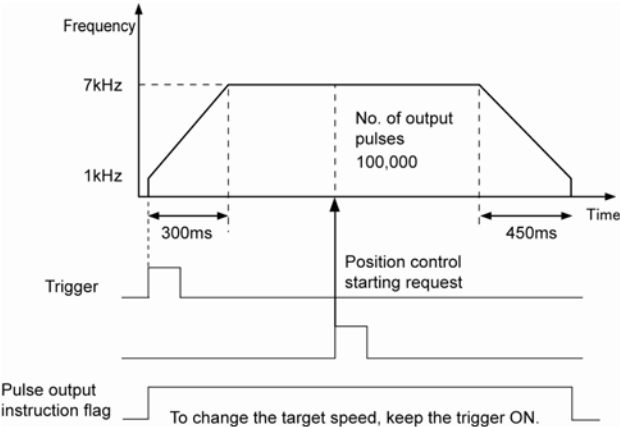 Frequency
7kHz
No. of output
pulses
100,000
1kHz
Time
300ms
450ms
Position control
starting request
Trigger
Pulse output
instruction flag
To change the target speed, keep the trigger ON.